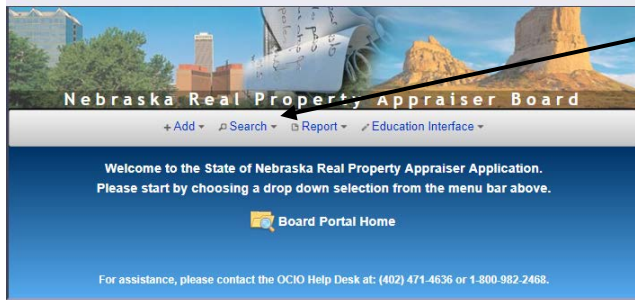 Nebraska Real Property Appraiser Board
Add Search Report Education Interface
Welcome to the State of Nebraska Real Property Appraiser Application.
Please start by choosing a drop down selection from the menu bar above.
Board Portal Home
For assistance, please contact the OCIO Help Desk at: (402) 471-4636 or 1-800-982-2468.